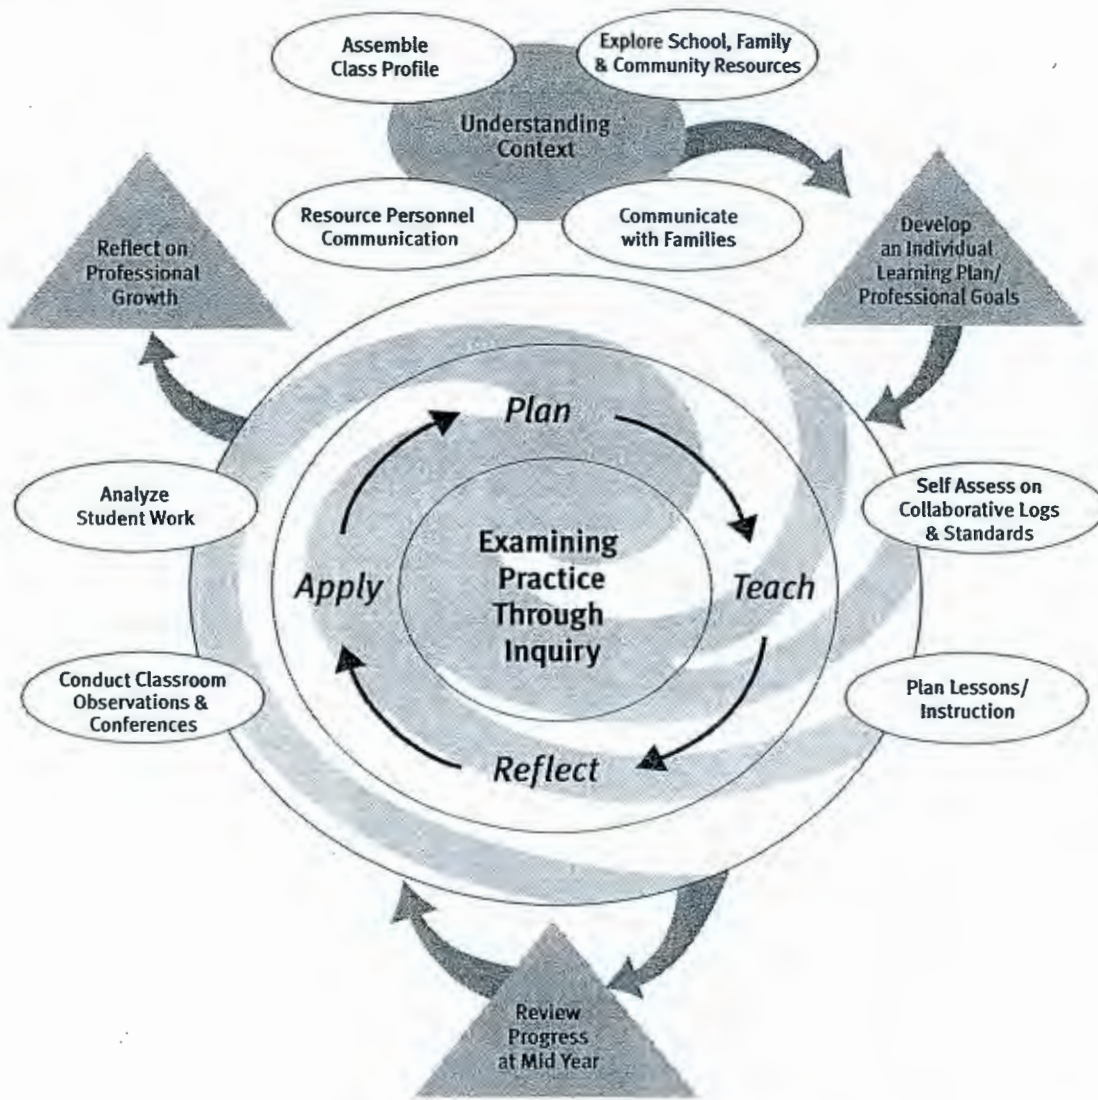 Assemble
Class Profile
Explore School, Family
& Community Resources
Understanding
Context
Resource Personnel
Communication
Communicate
with Families
Reflect on
Professional
Growth
Develop
an Individual
Learning Plan/
Professional Goals
Plan
Teach
Reflect
Apply
Examining
Practice
Through
Inquiry
Analyze
Student Work
Self Assess on
Collaborative Logs
& Standards
Conduct Classroom
Observations &
Conferences
Plan Lessons/
Instruction
Review
Progress
at Mid Year